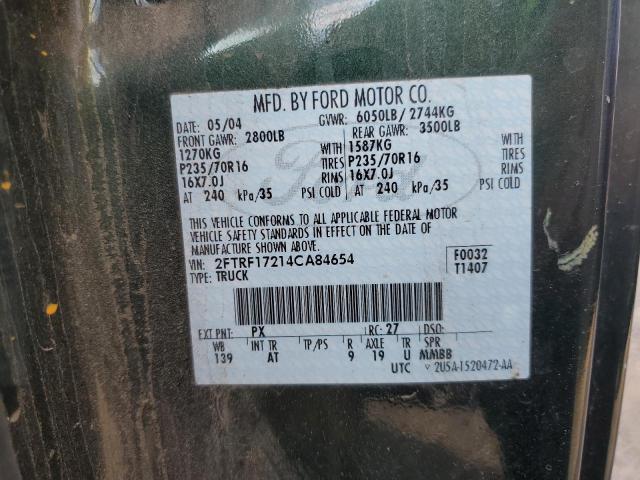 MFD. BY FORD MOTOR CO.
DATE: 05/04 GVWR: 6050LB/ 2744KG
FRONT GAWR: 2800LB REAR GAWR: 3500LB
1270KG WITH 1587KG WITH
P235/70R16 TIRES P235/70R16 TIRES
16X7.0J RIMS 16X7.0J RIMS
AT 240 kPa/35 PSI COLD AT 240 kPa/35 PSI COLD
THIS VEHICLE CONFORMS TO ALL APPLICABLE FEDERAL MOTOR
VEHICLE SAFETY STANDARDS IN EFFECT ON THE DATE OF
MANUFACTURE SHOWN ABOVE.
VIN: 2FTRF17214CA84654 F0032
TYPE: TRUCK T1407
EXT PNT: PX RC: 27 DSO:
WB INT TR TP/PS R AXLE TR SPR
139 AT 9 19 U MMBB
UTC 2U5A-1520472-AA
Ford